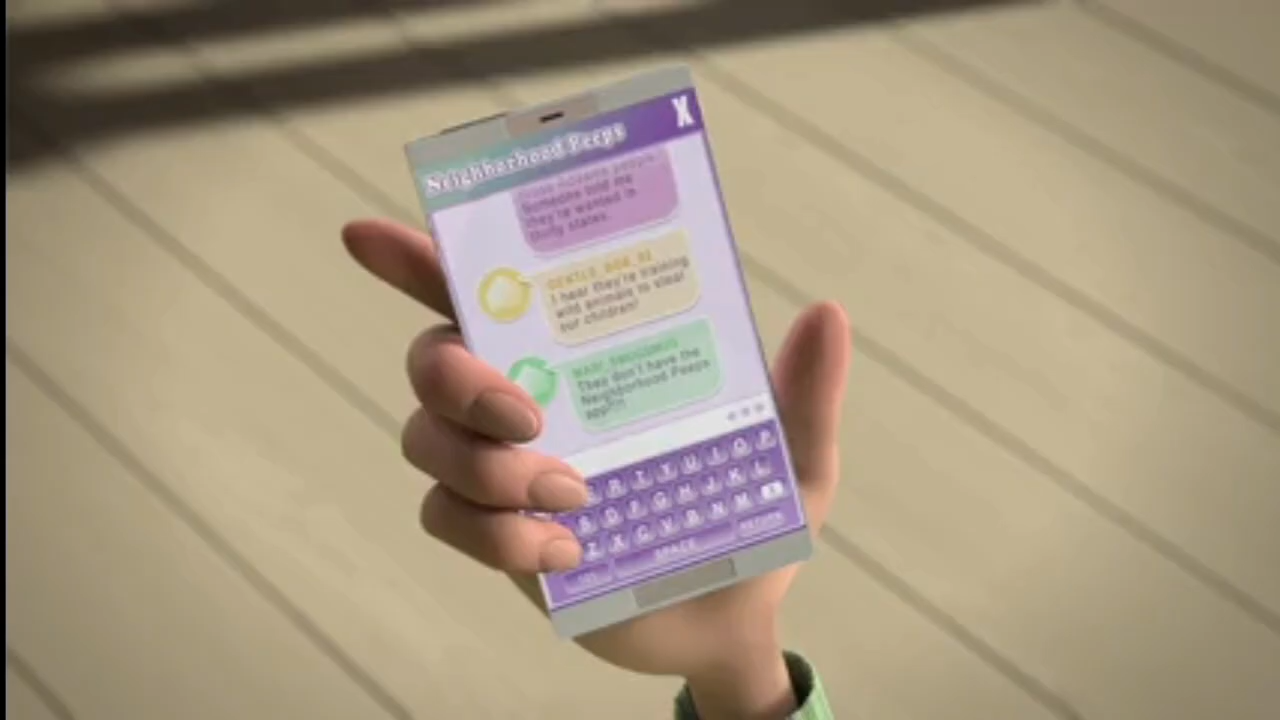 Neighborhood Peeps
X
Someone told me
they're wanted in
thirty states.
I hear they're training
wild animals to steal
our children!
They don't have the
Neighborhood Peeps
app!!!
R T Y U I O P
S D F G H J K L
Z X C V B N M
SPACE
RETURN